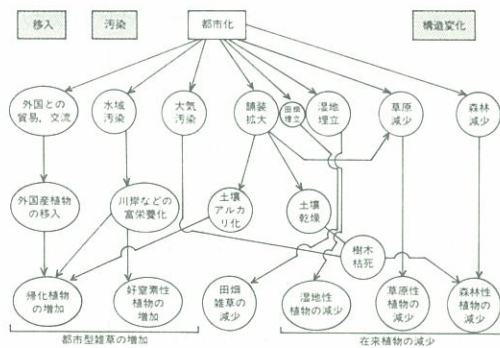 移入
汚染
都市化
構造変化
外国との
貿易,交流
水域
汚染
大気
汚染
舗装
拡大
田畑
埋立
湿地
埋立
草原
減少
森林
減少
外国産植物
の移入
川岸などの
富栄養化
土壌
アルカ
リ化
土壌
乾燥
樹木
枯死
帰化植物
の増加
好窒素性
植物の
増加
田畑
雑草の
減少
湿地性
植物の減少
草原性
植物の
減少
森林性
植物の
減少
都市型雑草の増加
在来植物の減少